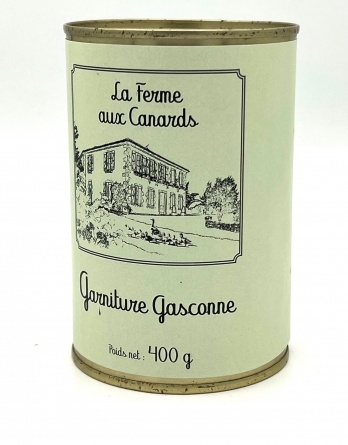 La Ferme
aux Canards
Garniture Gasconne
Poids net : 400 g